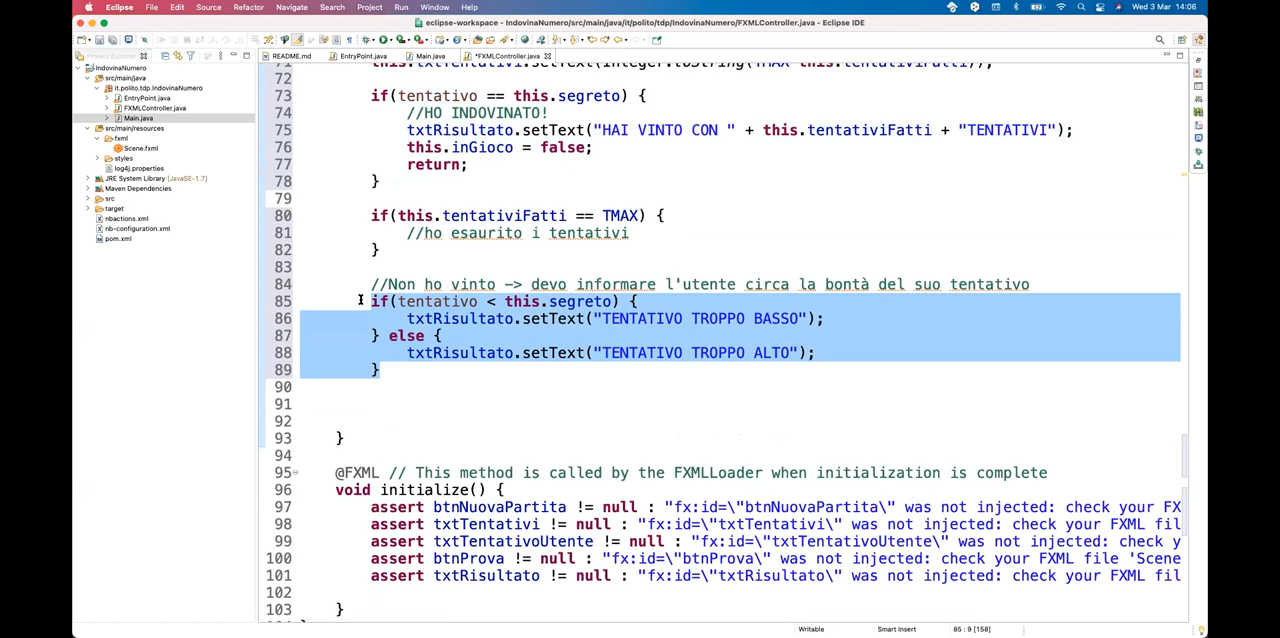 Eclipse File Edit Source Refactor Navigate Search Project Run Window Help Wed 3 Mar 14:06
eclipse-workspace - IndovinaNumero/src/main/java/it/polito/tdp/IndovinaNumero/FXMLController.java - Eclipse IDE
Project Explorer
README.md EntryPoint.java Main.java *FXMLController.java
IndovinaNumero
src/main/java
it.polito.tdp.IndovinaNumero
EntryPoint.java
FXMLController.java
Main.java
src/main/resources
fxml
Scene.fxml
styles
log4j.properties
JRE System Library [JavaSE-1.7]
Maven Dependencies
src
target
nbactions.xml
nb-configuration.xml
pom.xml
71 this.txtTentativi.setText(Integer.toString(TMAX-this.tentativiFatti));
72
73 if(tentativo == this.segreto) {
74 //HO INDOVINATO!
75 txtRisultato.setText("HAI VINTO CON " + this.tentativiFatti + "TENTATIVI");
76 this.inGioco = false;
77 return;
78 }
79
80 if(this.tentativiFatti == TMAX) {
81 //ho esaurito i tentativi
82 }
83
84 //Non ho vinto -> devo informare l'utente circa la bontà del suo tentativo
85 if(tentativo < this.segreto) {
86 txtRisultato.setText("TENTATIVO TROPPO BASSO");
87 } else {
88 txtRisultato.setText("TENTATIVO TROPPO ALTO");
89 }
90
91
92
93 }
94
95 @FXML // This method is called by the FXMLLoader when initialization is complete
96 void initialize() {
97 assert btnNuovaPartita != null : "fx:id=\"btnNuovaPartita\" was not injected: check your FX
98 assert txtTentativi != null : "fx:id=\"txtTentativi\" was not injected: check your FXML fil
99 assert txtTentativoUtente != null : "fx:id=\"txtTentativoUtente\" was not injected: check y
100 assert btnProva != null : "fx:id=\"btnProva\" was not injected: check your FXML file 'Scene
101 assert txtRisultato != null : "fx:id=\"txtRisultato\" was not injected: check your FXML fil
102
103 }
Writable Smart Insert 85 : 9 [158]